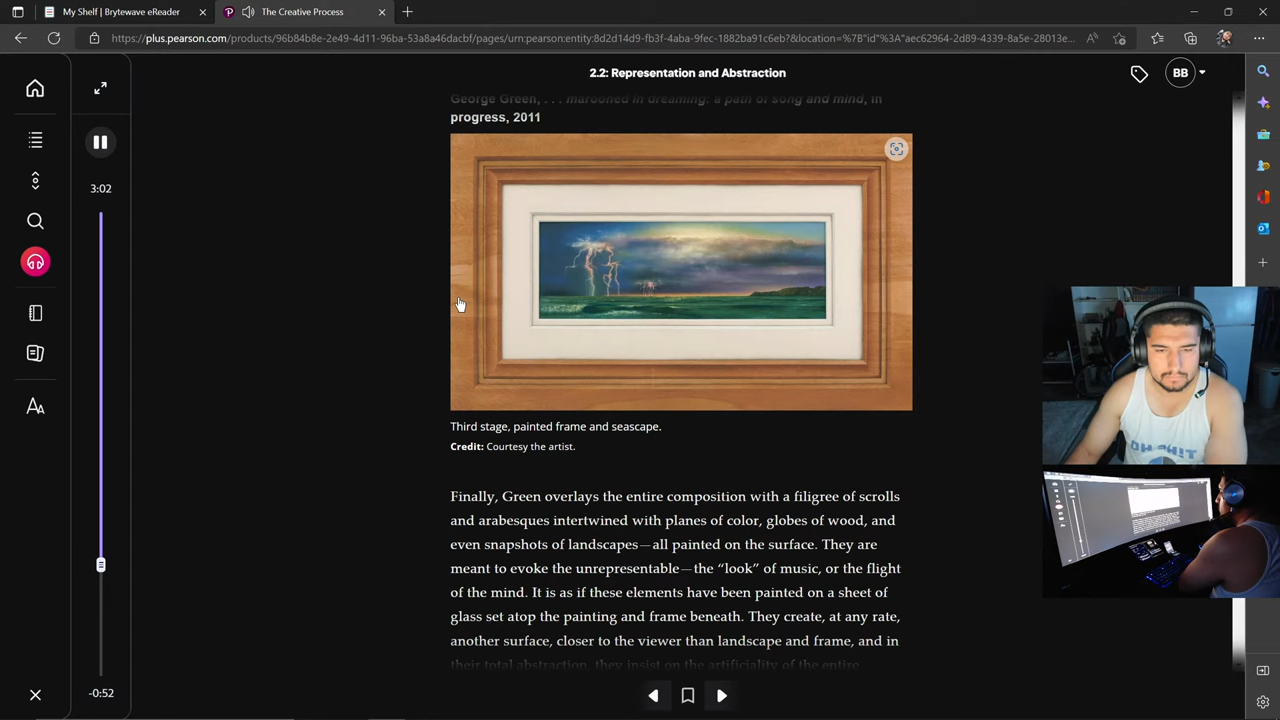 My Shelf | Brytewave eReader
The Creative Process
https://plus.pearson.com/products/96b84b8e-2e49-4d11-96ba-53a8a46dacbf/pages/urn:pearson:entity:8d2d14d9-fb3f-4aba-9fec-1882ba91c6eb?&location=%7B"id"%3A"aec62964-2d89-4339-8a5e-28013e...
2.2: Representation and Abstraction
BB
George Green, . . . marooned in dreaming: a path of song and mind, in
progress, 2011
3:02
Third stage, painted frame and seascape.
Credit: Courtesy the artist.
Finally, Green overlays the entire composition with a filigree of scrolls
and arabesques intertwined with planes of color, globes of wood, and
even snapshots of landscapes—all painted on the surface. They are
meant to evoke the unrepresentable—the “look” of music, or the flight
of the mind. It is as if these elements have been painted on a sheet of
glass set atop the painting and frame beneath. They create, at any rate,
another surface, closer to the viewer than landscape and frame, and in
their total abstraction, they insist on the artificiality of the entire
-0:52